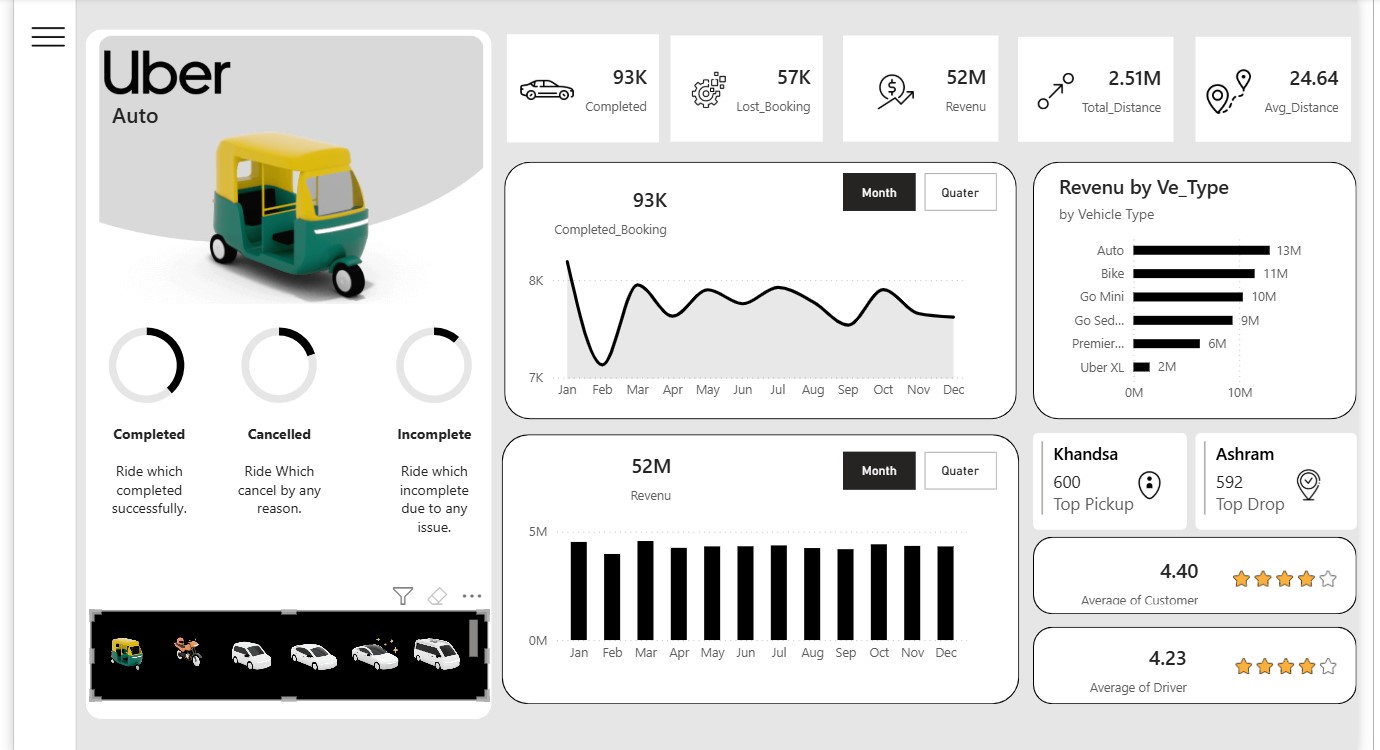 Uber
Auto
Completed
Ride which
completed
successfully.
Cancelled
Ride Which
cancel by any
reason.
Incomplete
Ride which
incomplete
due to any
issue.
93K
Completed
57K
Lost_Booking
52M
Revenu
2.51M
Total_Distance
24.64
Avg_Distance
93K
Completed_Booking
Month
Quater
8K
7K
Jan Feb Mar Apr May Jun Jul Aug Sep Oct Nov Dec
Revenu by Ve_Type
by Vehicle Type
Auto 13M
Bike 11M
Go Mini 10M
Go Sed... 9M
Premier... 6M
Uber XL 2M
0M 10M
52M
Revenu
Month
Quater
5M
0M
Jan Feb Mar Apr May Jun Jul Aug Sep Oct Nov Dec
Khandsa
600
Top Pickup
Ashram
592
Top Drop
4.40
Average of Customer
4.23
Average of Driver